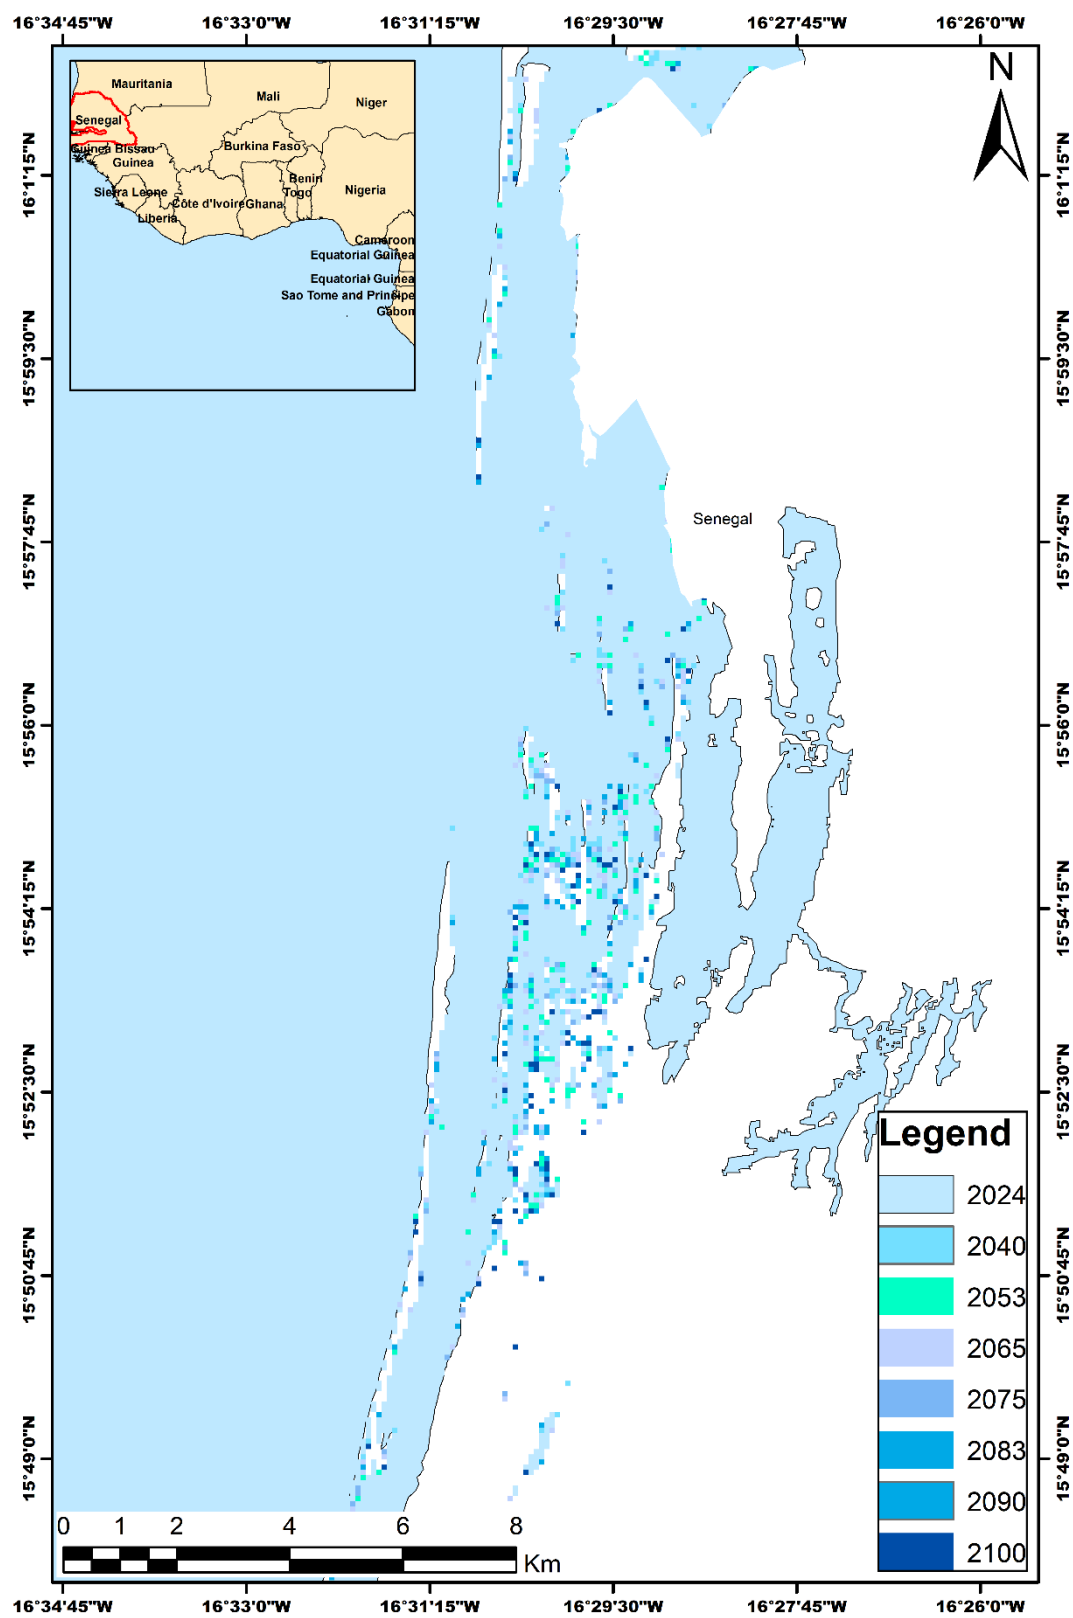 16°34'45"W 16°33'0"W 16°31'15"W 16°29'30"W 16°27'45"W 16°26'0"W
N
Mauritania
Mali
Niger
Senegal
Guinea Bissau
Guinea
Burkina Faso
Benin
Sierra Leone
Togo
Nigeria
Côte d'Ivoire
Ghana
Liberia
Cameroon
Equatorial Guinea
Equatorial Guinea
Sao Tome and Principe
Gabon
16°1'15"N
16°1'15"N
15°59'30"N
15°59'30"N
15°57'45"N
15°57'45"N
Senegal
15°56'0"N
15°56'0"N
15°54'15"N
15°54'15"N
15°52'30"N
15°52'30"N
15°50'45"N
15°50'45"N
15°49'0"N
15°49'0"N
Legend
2024
2040
2053
2065
2075
2083
2090
2100
0 1 2 4 6 8
Km
16°34'45"W 16°33'0"W 16°31'15"W 16°29'30"W 16°27'45"W 16°26'0"W